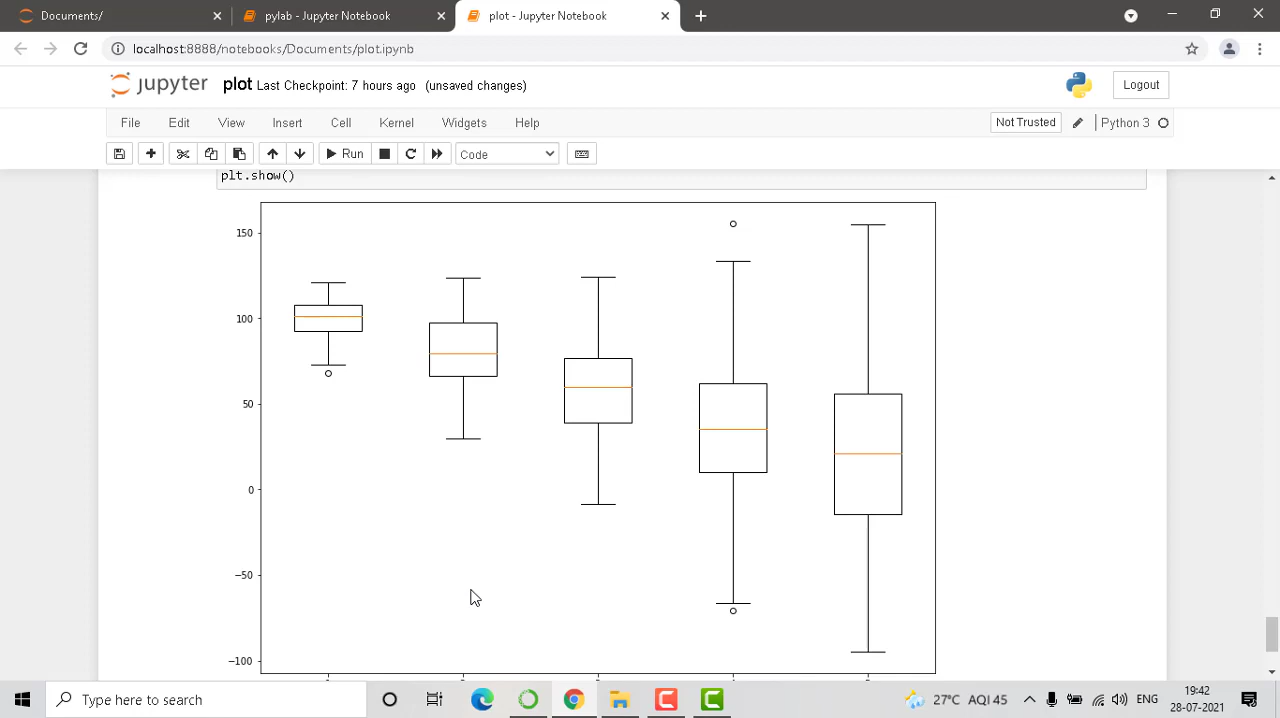 Documents/
pylab - Jupyter Notebook
plot - Jupyter Notebook
localhost:8888/notebooks/Documents/plot.ipynb
jupyter plot Last Checkpoint: 7 hours ago (unsaved changes)
Logout
File Edit View Insert Cell Kernel Widgets Help
Not Trusted
Python 3
Run
Code
plt.show()
150
100
50
0
−50
−100
Type here to search
27°C AQI 45
ENG
19:42
28-07-2021